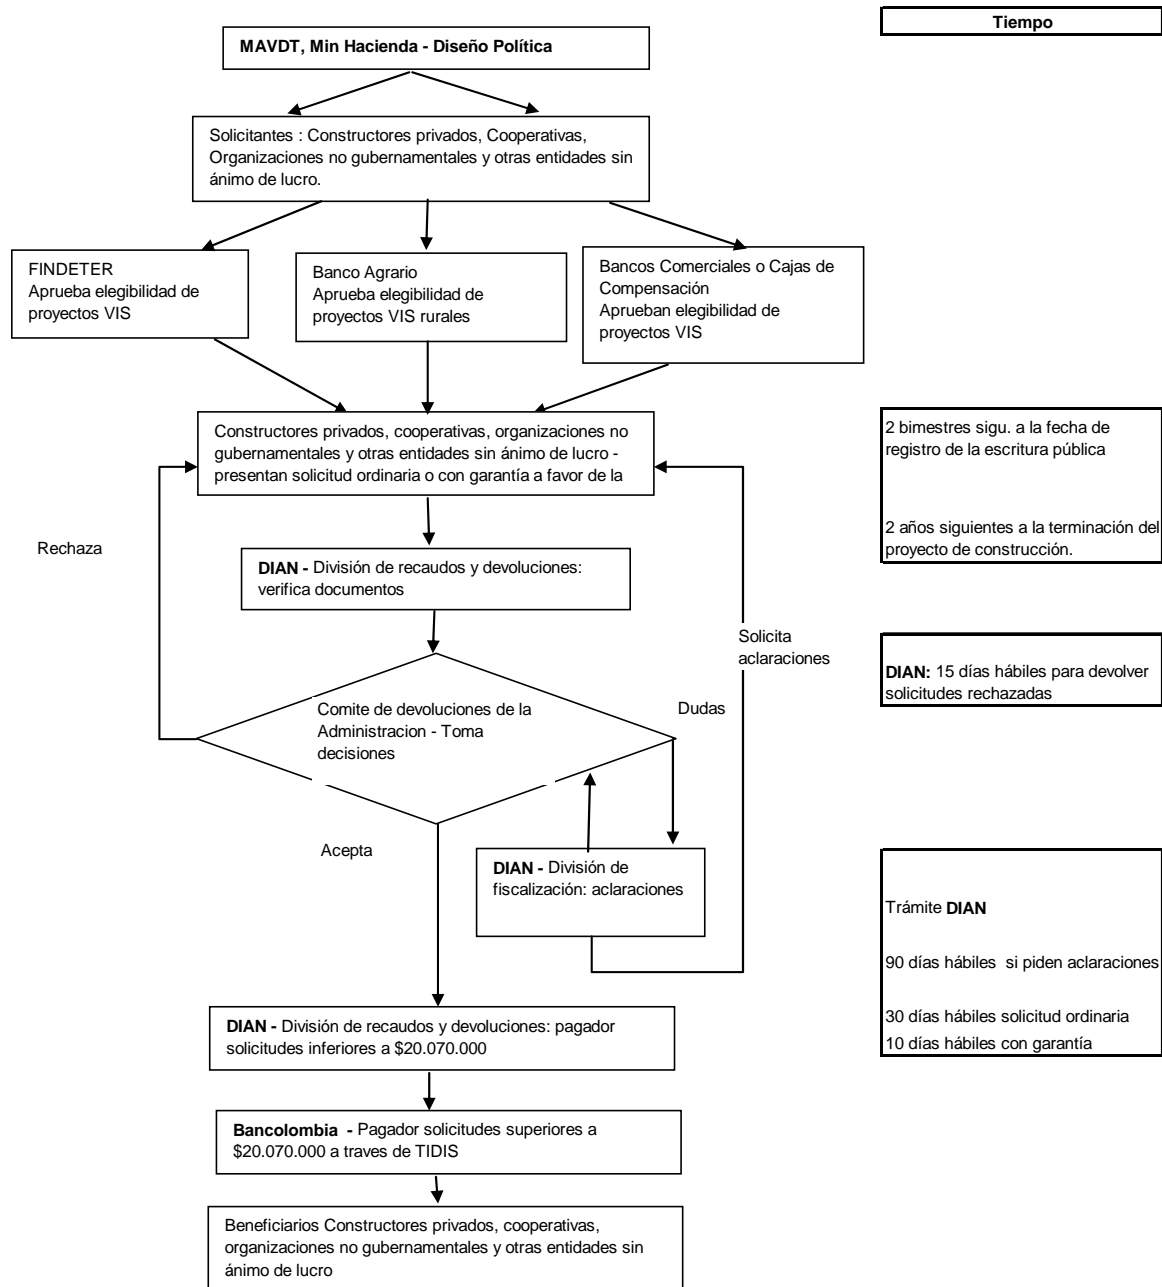 Tiempo
MAVDT, Min Hacienda - Diseño Política
Solicitantes : Constructores privados, Cooperativas,
Organizaciones no gubernamentales y otras entidades sin
ánimo de lucro.
FINDETER
Aprueba elegibilidad de
proyectos VIS
Banco Agrario
Aprueba elegibilidad de
proyectos VIS rurales
Bancos Comerciales o Cajas de
Compensación
Aprueban elegibilidad de
proyectos VIS
Constructores privados, cooperativas, organizaciones no
gubernamentales y otras entidades sin ánimo de lucro -
presentan solicitud ordinaria o con garantía a favor de la
2 bimestres sigu. a la fecha de
registro de la escritura pública
2 años siguientes a la terminación del
proyecto de construcción.
Rechaza
DIAN - División de recaudos y devoluciones:
verifica documentos
Solicita
aclaraciones
DIAN: 15 días hábiles para devolver
solicitudes rechazadas
Comite de devoluciones de la
Administracion - Toma
decisiones
Dudas
Acepta
DIAN - División de
fiscalización: aclaraciones
Trámite DIAN
90 días hábiles si piden aclaraciones
30 días hábiles solicitud ordinaria
10 días hábiles con garantía
DIAN - División de recaudos y devoluciones: pagador
solicitudes inferiores a $20.070.000
Bancolombia - Pagador solicitudes superiores a
$20.070.000 a traves de TIDIS
Beneficiarios Constructores privados, cooperativas,
organizaciones no gubernamentales y otras entidades sin
ánimo de lucro